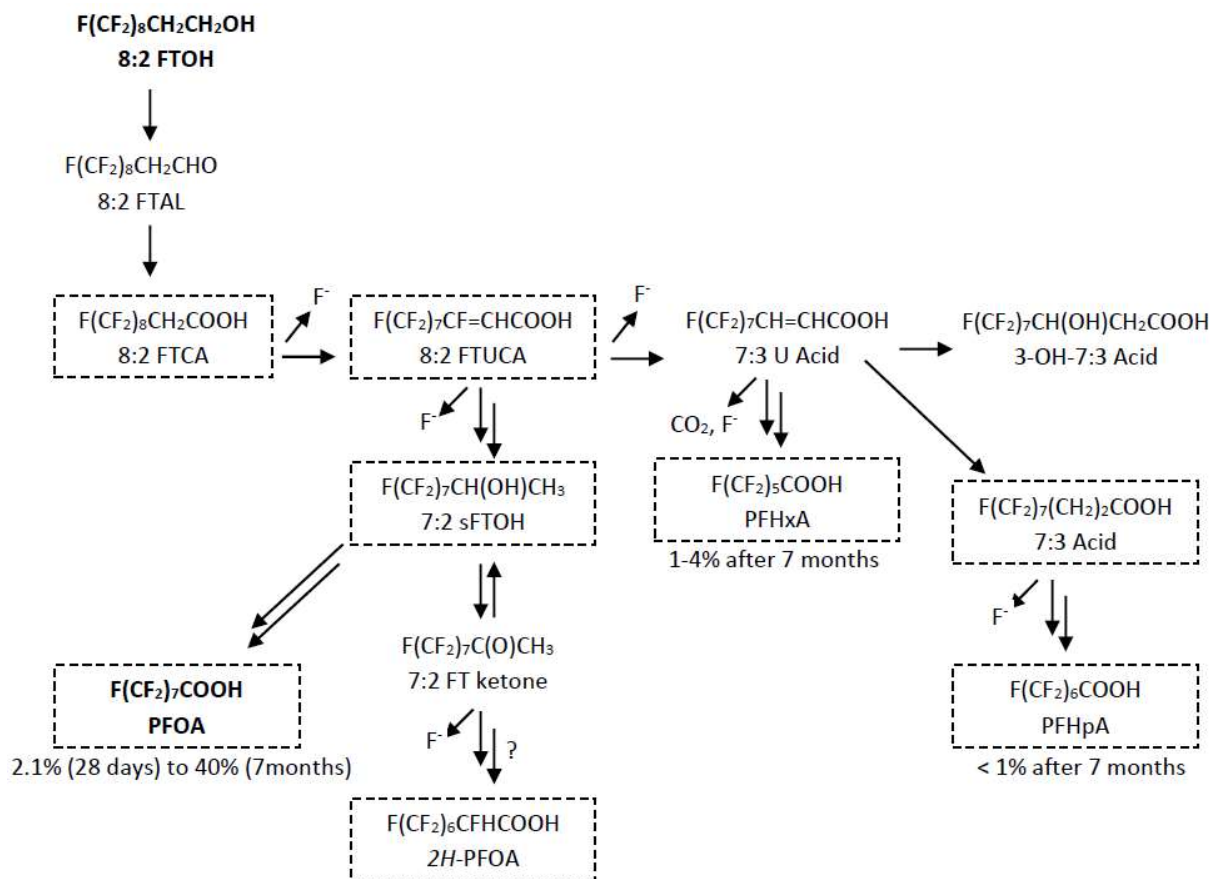 F(CF₂)₈CH₂CH₂OH
8:2 FTOH
F(CF₂)₈CH₂CHO
8:2 FTAL
F(CF₂)₈CH₂COOH
8:2 FTCA
F⁻
F(CF₂)₇CF=CHCOOH
8:2 FTUCA
F⁻
F(CF₂)₇CH=CHCOOH
7:3 U Acid
F(CF₂)₇CH(OH)CH₂COOH
3-OH-7:3 Acid
F⁻
CO₂, F⁻
F(CF₂)₇CH(OH)CH₃
7:2 sFTOH
F(CF₂)₅COOH
PFHxA
1-4% after 7 months
F(CF₂)₇(CH₂)₂COOH
7:3 Acid
F⁻
F(CF₂)₇C(O)CH₃
7:2 FT ketone
F(CF₂)₇COOH
PFOA
2.1% (28 days) to 40% (7months)
F⁻
?
F(CF₂)₆COOH
PFHpA
< 1% after 7 months
F(CF₂)₆CFHCOOH
2H-PFOA